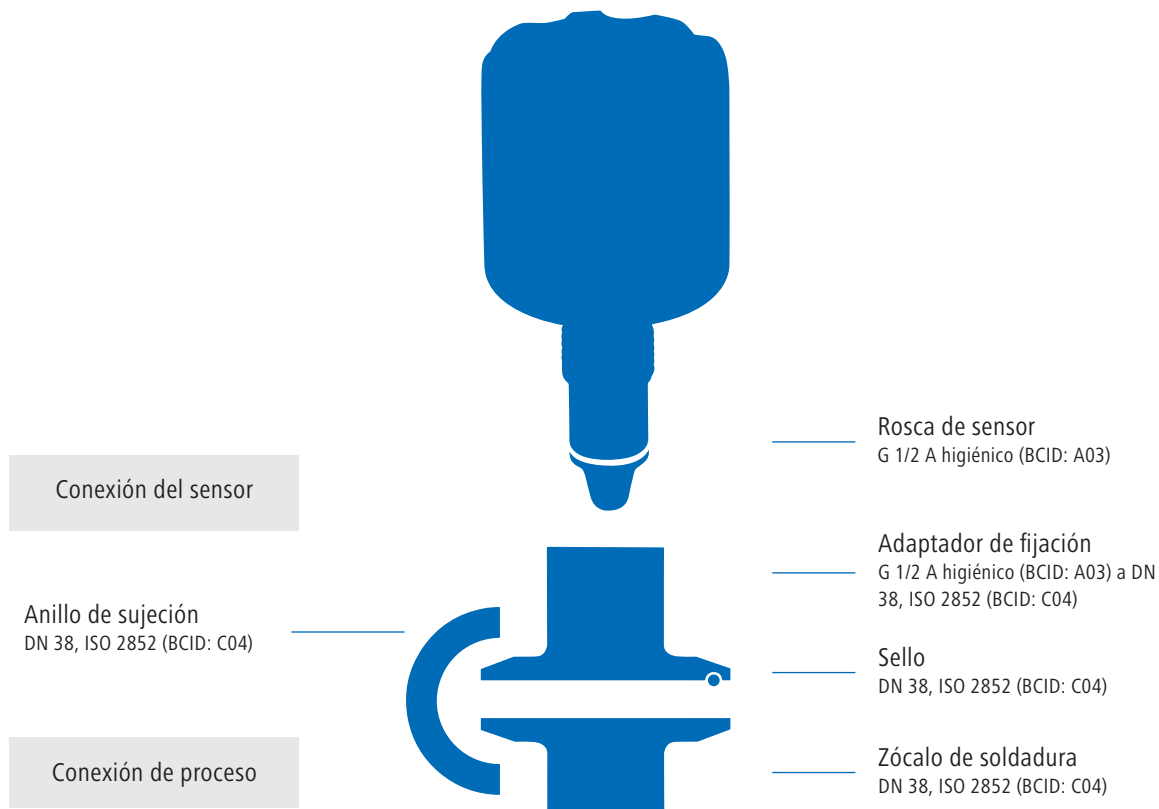 Rosca de sensor
G 1/2 A higiénico (BCID: A03)
Conexión del sensor
Adaptador de fijación
G 1/2 A higiénico (BCID: A03) a DN
38, ISO 2852 (BCID: C04)
Anillo de sujeción
DN 38, ISO 2852 (BCID: C04)
Sello
DN 38, ISO 2852 (BCID: C04)
Conexión de proceso
Zócalo de soldadura
DN 38, ISO 2852 (BCID: C04)